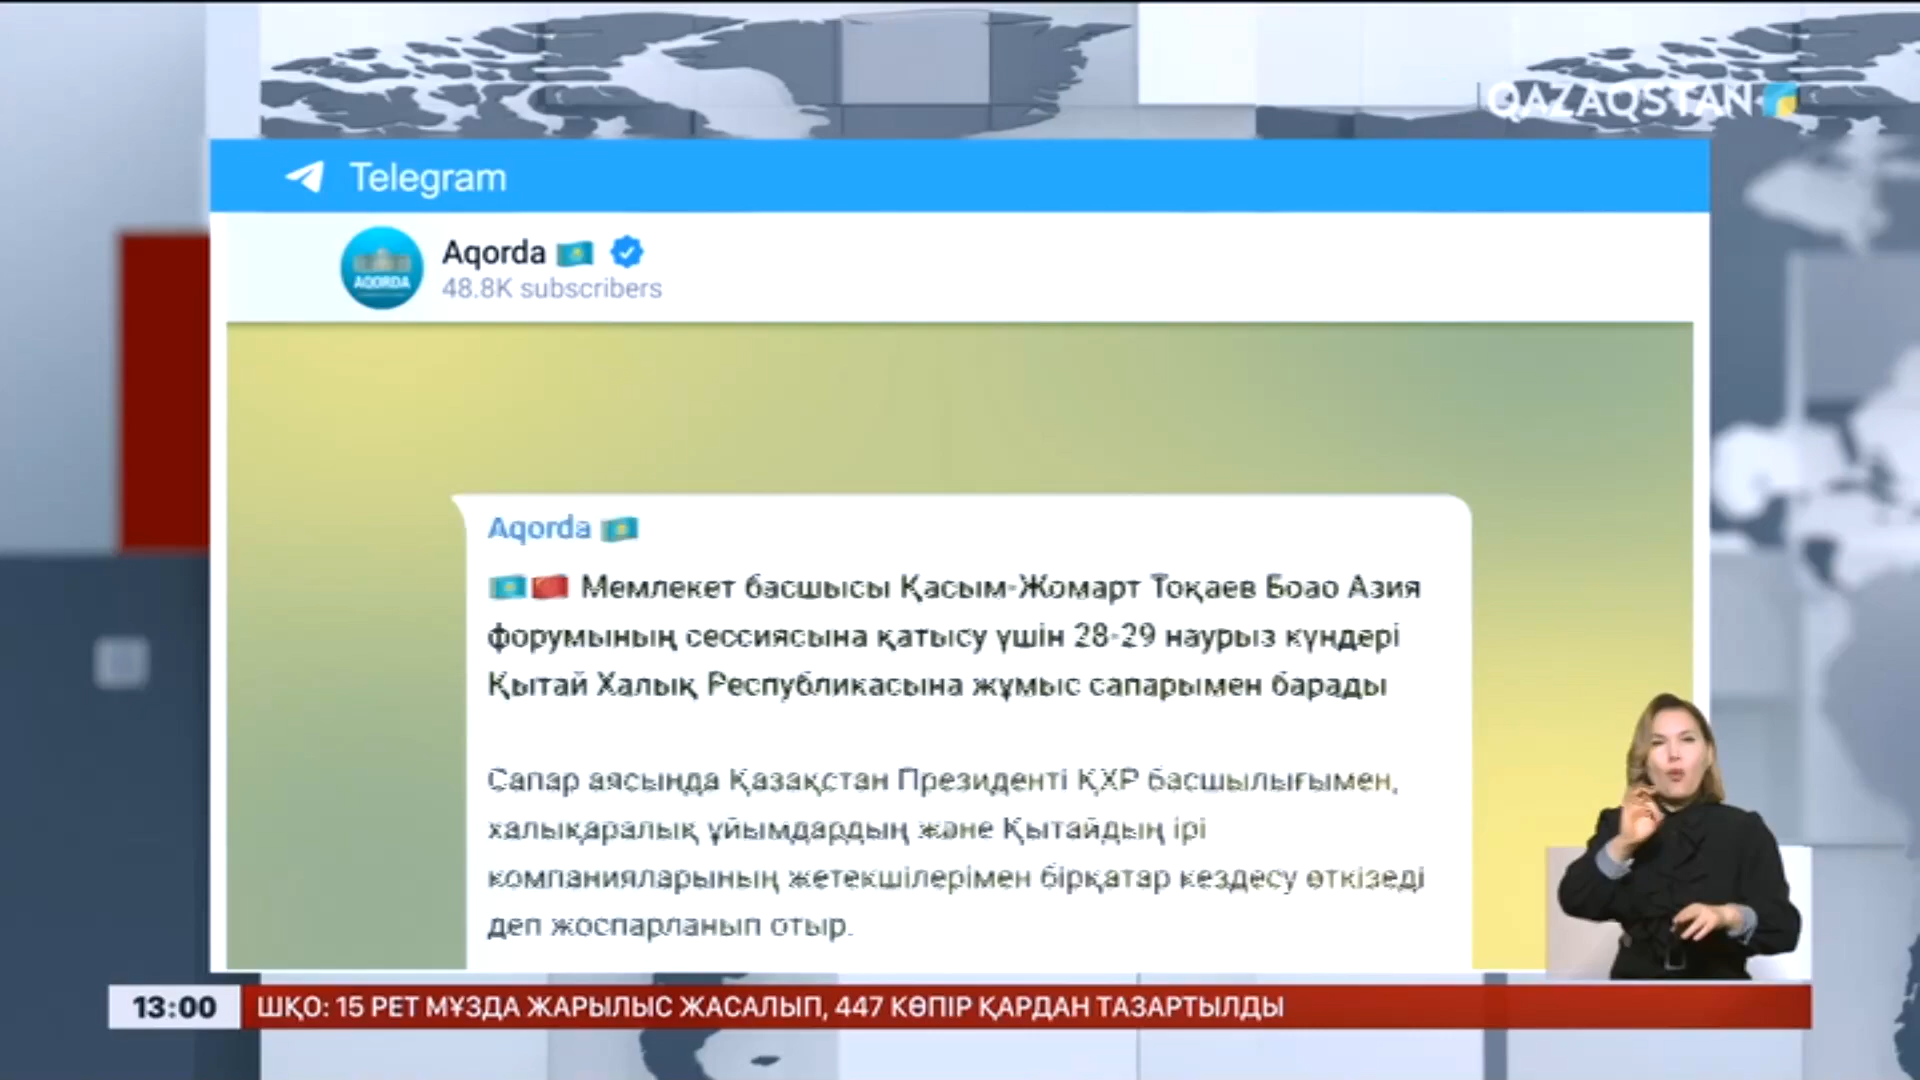 QAZAQSTAN
Telegram
Aqorda
48.8K subscribers
AQORDA
Aqorda
Мемлекет басшысы Қасым-Жомарт Тоқаев Боао Азия
форумының сессиясына қатысу үшін 28-29 наурыз күндері
Қытай Халық Республикасына жұмыс сапарымен барады
Сапар аясында Қазақстан Президенті ҚХР басшылығымен,
халықаралық ұйымдардың және Қытайдың ірі
компанияларының жетекшілерімен бірқатар кездесу өткізеді
деп жоспарланып отыр.
13:00 ШҚО: 15 РЕТ МҰЗДА ЖАРЫЛЫС ЖАСАЛЫП, 447 КӨПІР ҚАРДАН ТАЗАРТЫЛДЫ